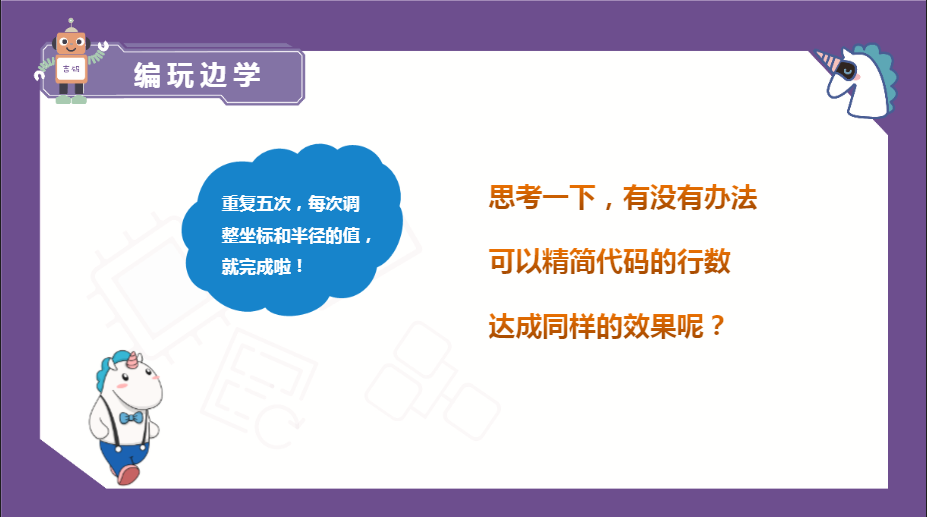 编玩边学
重复五次，每次调
整坐标和半径的值，
就完成啦！
思考一下，有没有办法
可以精简代码的行数
达成同样的效果呢？